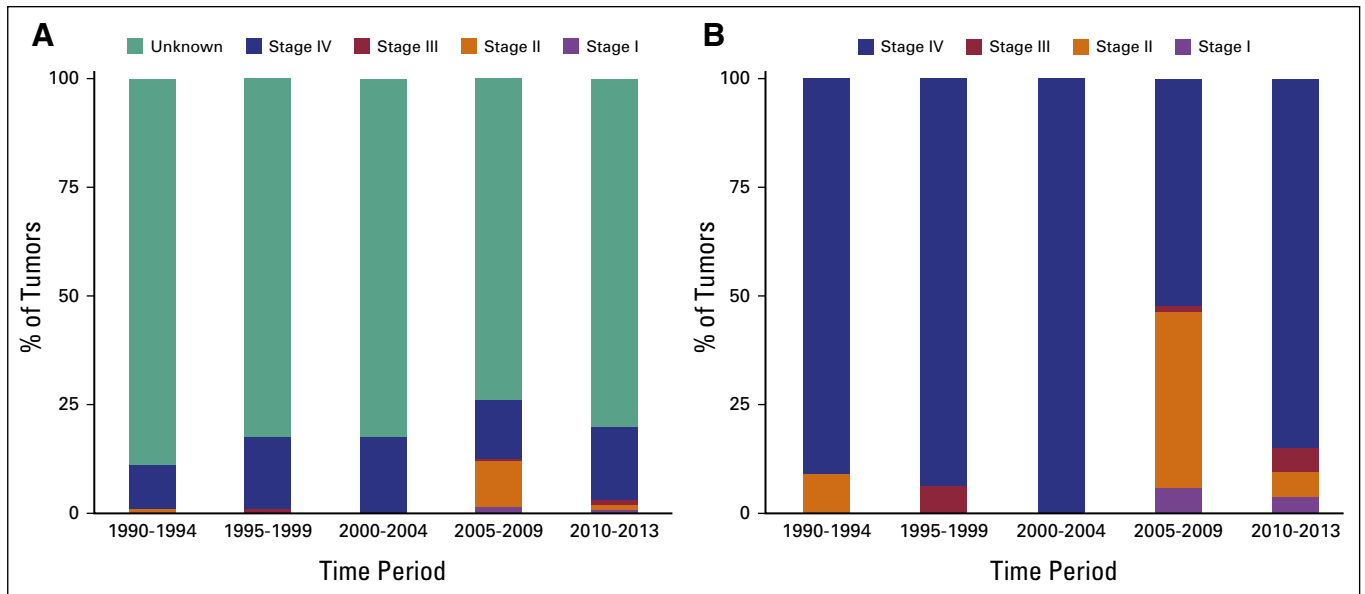 A
Unknown Stage IV Stage III Stage II Stage I
100
75
50
25
0
% of Tumors
1990-1994 1995-1999 2000-2004 2005-2009 2010-2013
Time Period
B
Stage IV Stage III Stage II Stage I
100
75
50
25
0
% of Tumors
1990-1994 1995-1999 2000-2004 2005-2009 2010-2013
Time Period